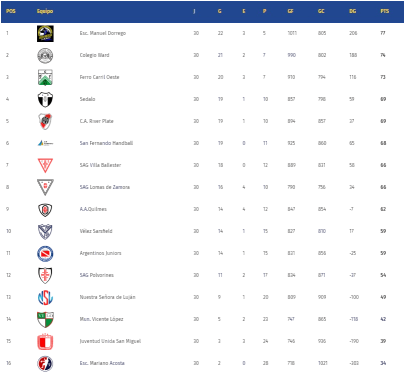 POS Equipo J G E P GF GC DG PTS
1 Esc. Manuel Dorrego 30 22 3 5 1011 805 206 77
2 Colegio Ward 30 21 2 7 990 802 188 74
3 Ferro Carril Oeste 30 20 3 7 910 794 116 73
4 Sedalo 30 19 1 10 857 798 59 69
5 C.A. River Plate 30 19 1 10 894 857 37 69
6 San Fernando Handball 30 19 0 11 925 860 65 68
7 SAG Villa Ballester 30 18 0 12 889 831 58 66
8 SAG Lomas de Zamora 30 16 4 10 790 756 34 66
9 A.A.Quilmes 30 14 4 12 847 854 -7 62
10 Vélez Sarsfield 30 14 1 15 827 810 17 59
11 Argentinos Juniors 30 14 1 15 831 856 -25 59
12 SAG Polvorines 30 11 2 17 834 871 -37 54
13 Nuestra Señora de Luján 30 9 1 20 809 909 -100 49
14 Mun. Vicente López 30 5 2 23 747 865 -118 42
15 Juventud Unida San Miguel 30 3 3 24 746 936 -190 39
16 Esc. Mariano Acosta 30 2 0 28 718 1021 -303 34